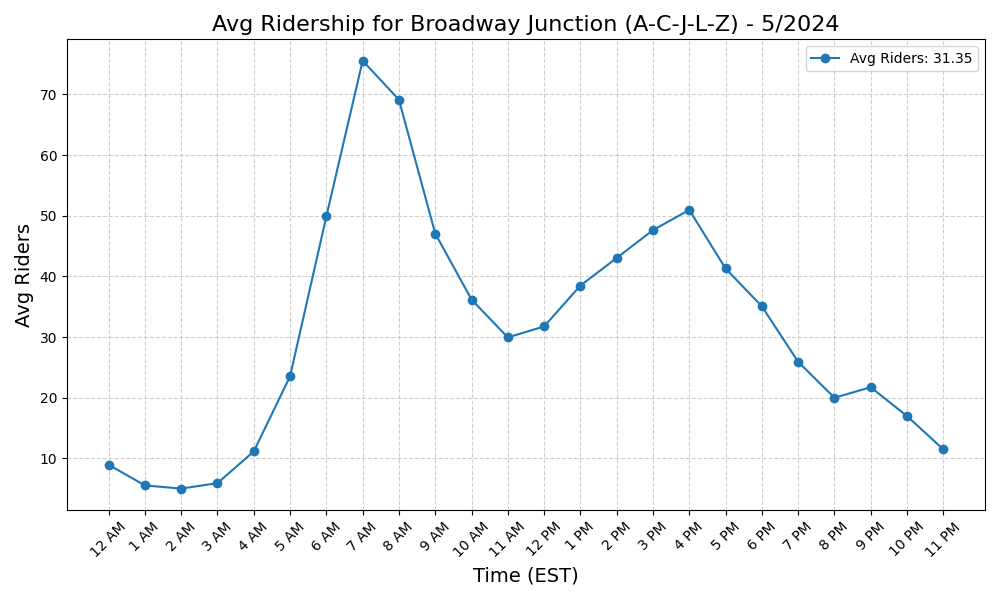 Avg Ridership for Broadway Junction (A-C-J-L-Z) - 5/2024
Avg Riders: 31.35
Avg Riders
70
60
50
40
30
20
10
12 AM
1 AM
2 AM
3 AM
4 AM
5 AM
6 AM
7 AM
8 AM
9 AM
10 AM
11 AM
12 PM
1 PM
2 PM
3 PM
4 PM
5 PM
6 PM
7 PM
8 PM
9 PM
10 PM
11 PM
Time (EST)